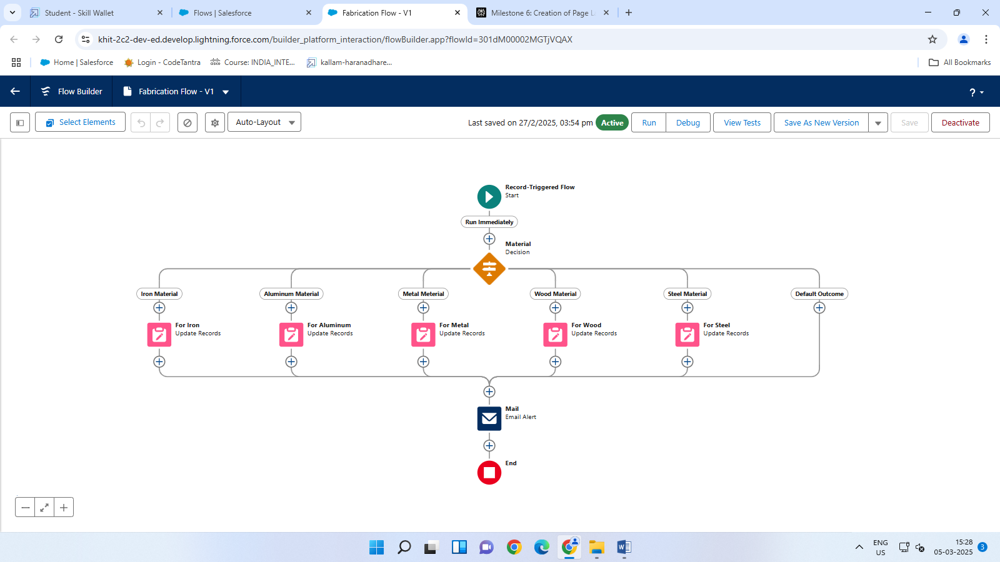 Student - Skill Wallet
Flows | Salesforce
Fabrication Flow - V1
Milestone 6: Creation of Page L
khit-2c2-dev-ed.develop.lightning.force.com/builder_platform_interaction/flowBuilder.app?flowId=301dM00002MGTjVQAX
Home | Salesforce
Login - CodeTantra
Course: INDIA_INTE...
kallam-haranadhare...
All Bookmarks
Flow Builder
Fabrication Flow - V1
?
Select Elements
Auto-Layout
Last saved on 27/2/2025, 03:54 pm
Active
Run
Debug
View Tests
Save As New Version
Save
Deactivate
Record-Triggered Flow
Start
Run Immediately
Material
Decision
Iron Material
Aluminum Material
Metal Meterial
Wood Material
Steel Material
Default Outcome
For Iron
Update Records
For Aluminum
Update Records
For Metal
Update Records
For Wood
Update Records
For Steel
Update Records
Mail
Email Alert
End
ENG
US
15:28
05-03-2025
3